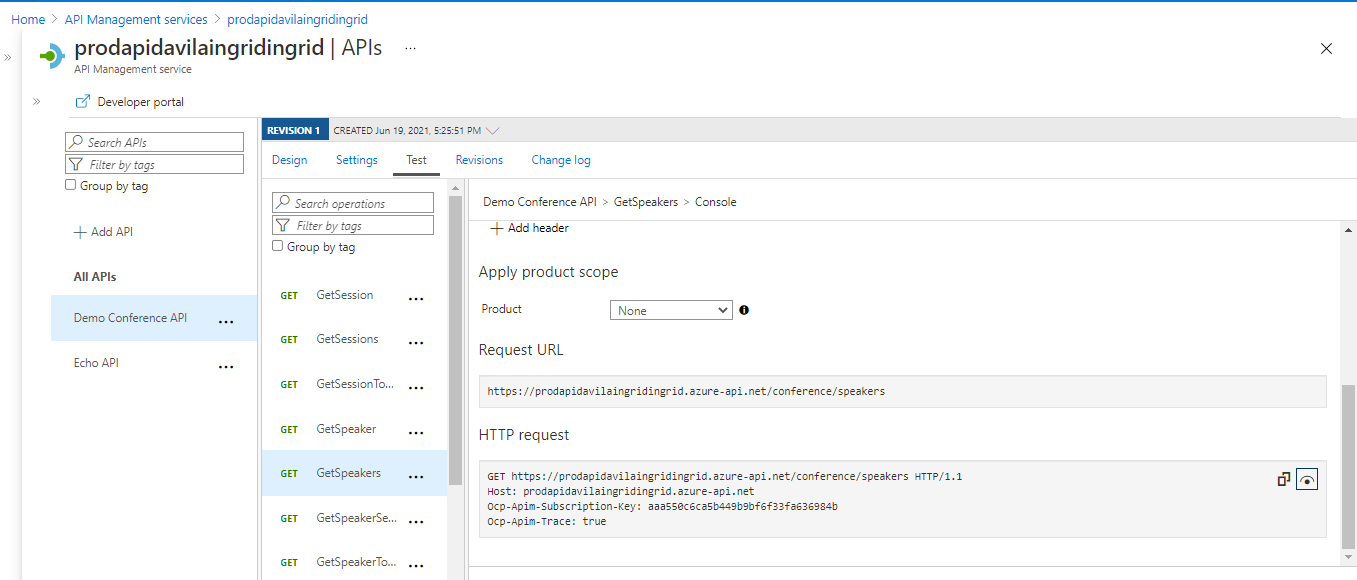 Home > API Management services > prodapidavilaingridingrid
prodapidavilaingridingrid | APIs ...
API Management service
Developer portal
Search APIs
Filter by tags
Group by tag
Add API
All APIs
Demo Conference API ...
Echo API ...
REVISION 1 CREATED Jun 19, 2021, 5:25:51 PM
Design Settings Test Revisions Change log
Search operations
Filter by tags
Group by tag
GET GetSession ...
GET GetSessions ...
GET GetSessionTo... ...
GET GetSpeaker ...
GET GetSpeakers ...
GET GetSpeakerSe... ...
GET GetSpeakerTo... ...
Demo Conference API > GetSpeakers > Console
Add header
Apply product scope
Product None
Request URL
https://prodapidavilaingridingrid.azure-api.net/conference/speakers
HTTP request
GET https://prodapidavilaingridingrid.azure-api.net/conference/speakers HTTP/1.1
Host: prodapidavilaingridingrid.azure-api.net
Ocp-Apim-Subscription-Key: aaa550c6ca5b449b9bf6f33fa636984b
Ocp-Apim-Trace: true